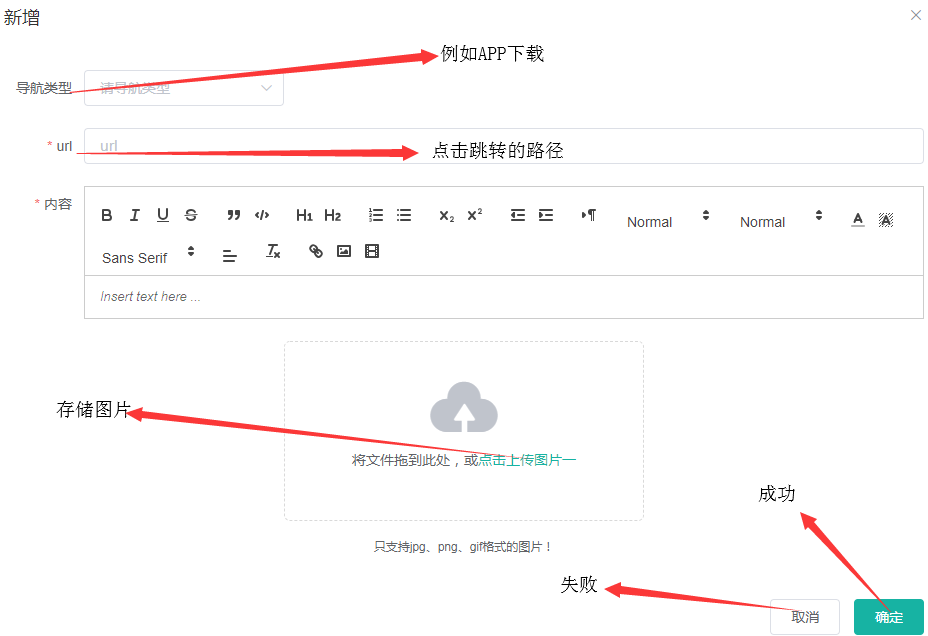 新增
例如APP下载
导航类型 请导航类型
* url url
点击跳转的路径
* 内容
B I U S H1 H2 X2 X2 Normal Normal A A
Sans Serif Tx
Insert text here ...
存储图片
将文件拖到此处，或点击上传图片一
成功
只支持jpg、png、gif格式的图片！
失败
取消 确定